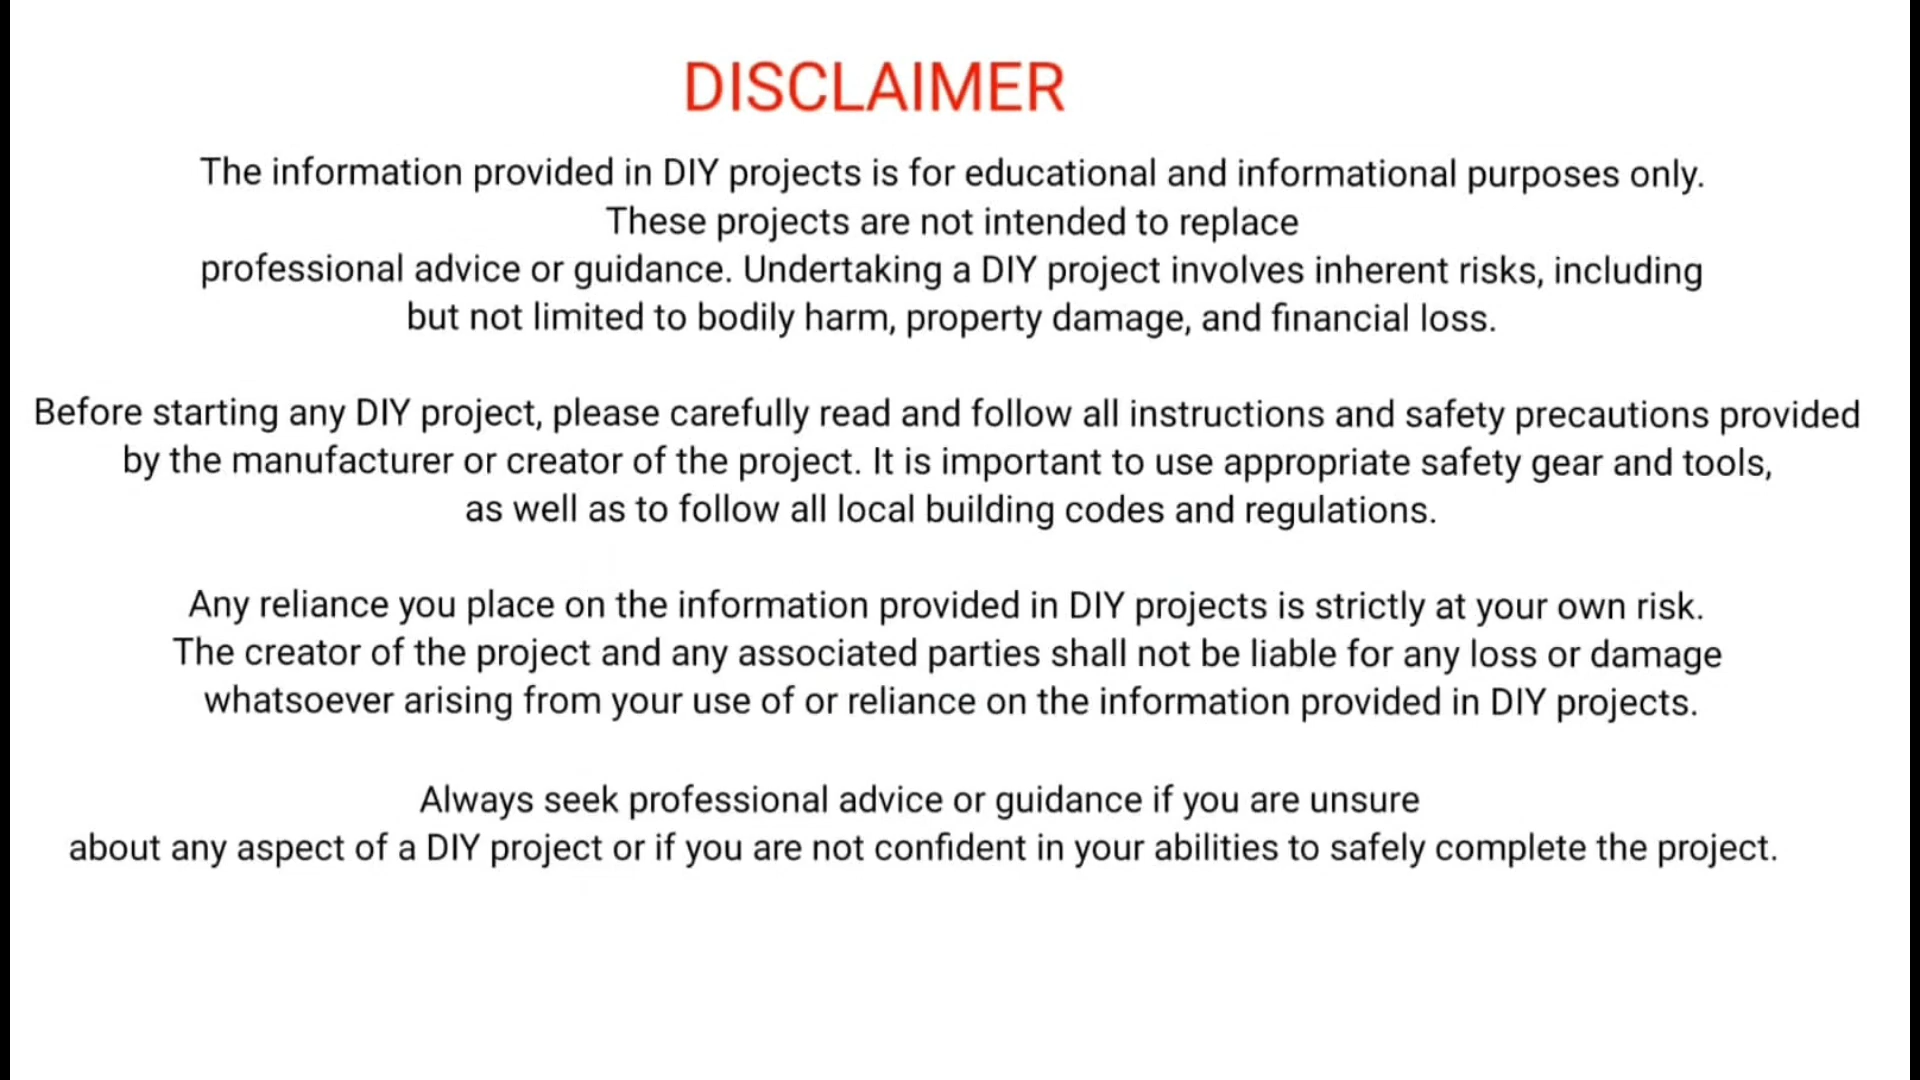 DISCLAIMER
The information provided in DIY projects is for educational and informational purposes only.
These projects are not intended to replace
professional advice or guidance. Undertaking a DIY project involves inherent risks, including
but not limited to bodily harm, property damage, and financial loss.
Before starting any DIY project, please carefully read and follow all instructions and safety precautions provided
by the manufacturer or creator of the project. It is important to use appropriate safety gear and tools,
as well as to follow all local building codes and regulations.
Any reliance you place on the information provided in DIY projects is strictly at your own risk.
The creator of the project and any associated parties shall not be liable for any loss or damage
whatsoever arising from your use of or reliance on the information provided in DIY projects.
Always seek professional advice or guidance if you are unsure
about any aspect of a DIY project or if you are not confident in your abilities to safely complete the project.